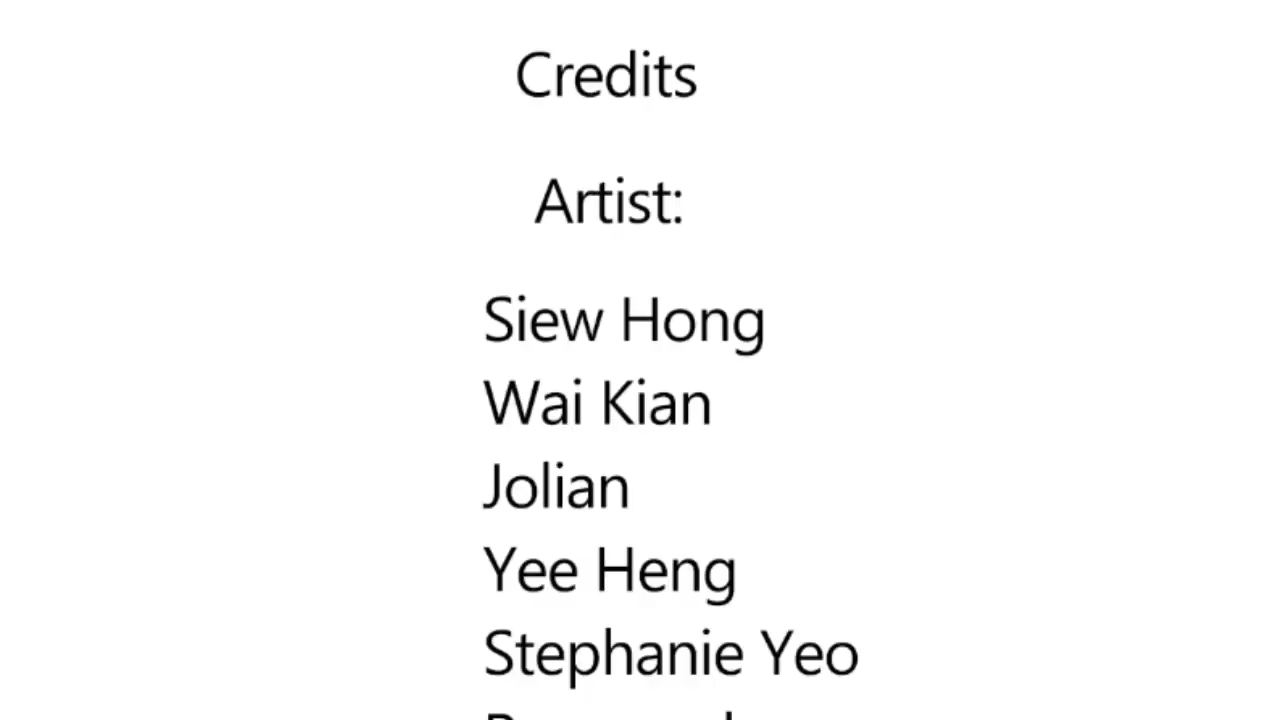 Credits
Artist:
Siew Hong
Wai Kian
Jolian
Yee Heng
Stephanie Yeo